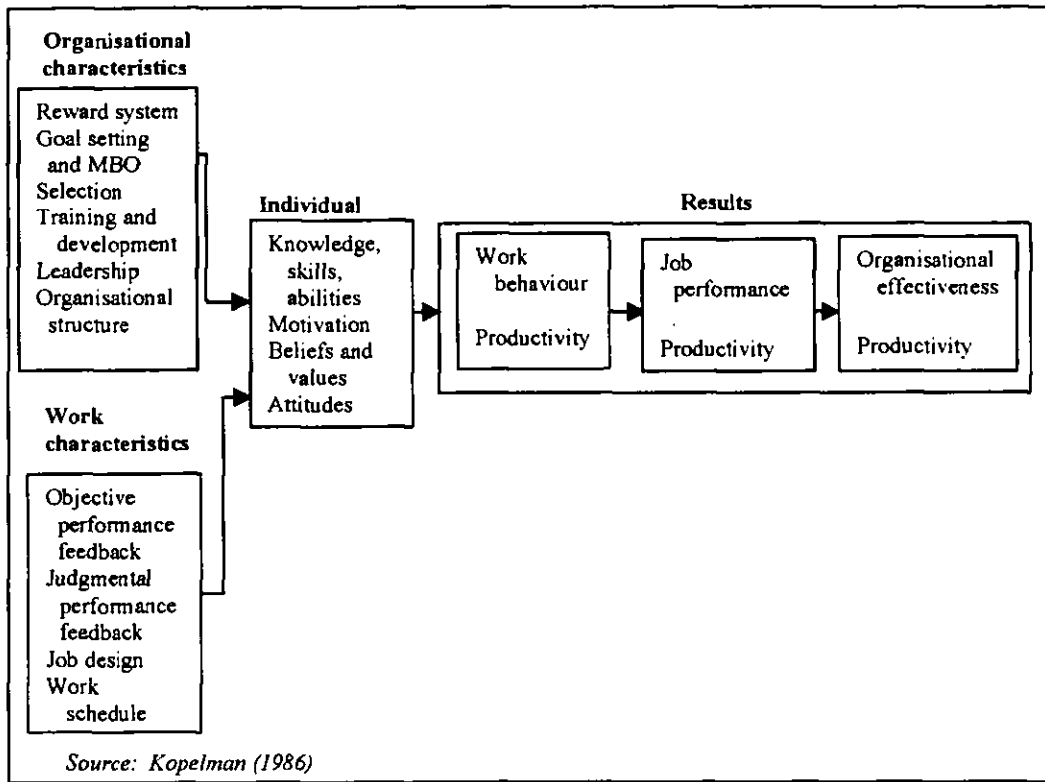 Organisational
characteristics
Reward system
Goal setting
and MBO
Selection
Training and
development
Leadership
Organisational
structure
Work
characteristics
Objective
performance
feedback
Judgmental
performance
feedback
Job design
Work
schedule
Individual
Knowledge,
skills,
abilities
Motivation
Beliefs and
values
Attitudes
Results
Work
behaviour
Productivity
Job
performance
Productivity
Organisational
effectiveness
Productivity
Source: Kopelman (1986)